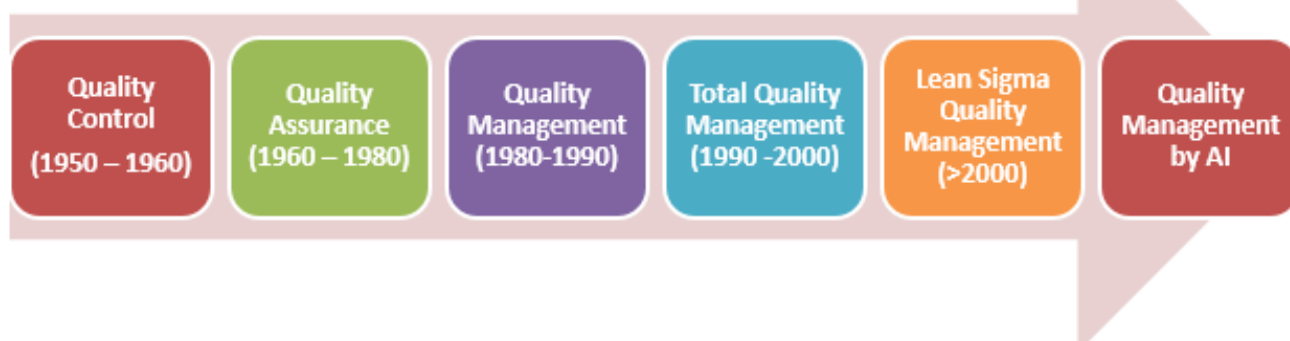 Quality
Control
(1950 – 1960)
Quality
Assurance
(1960 – 1980)
Quality
Management
(1980-1990)
Total Quality
Management
(1990 -2000)
Lean Sigma
Quality
Management
(>2000)
Quality
Management
by AI